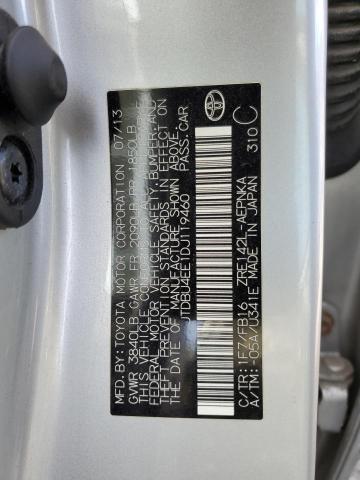 MFD.BY:TOYOTA MOTOR CORPORATION 07/13
GVWR 3840LB GAWR FR 2090LB RR 1850LB
THIS VEHICLE CONFORMS TO ALL APPLICABLE
FEDERAL MOTOR VEHICLE SAFETY, BUMPER, AND
THEFT PREVENTION STANDARDS IN EFFECT ON
THE DATE OF MANUFACTURE SHOWN ABOVE.
JTDBU4EE1DJ119460 PASS.CAR
C/TR:1F7/FB16 ZRE142L-AEPNKA
A/TM:-05A/U341E MADE IN JAPAN 310 C